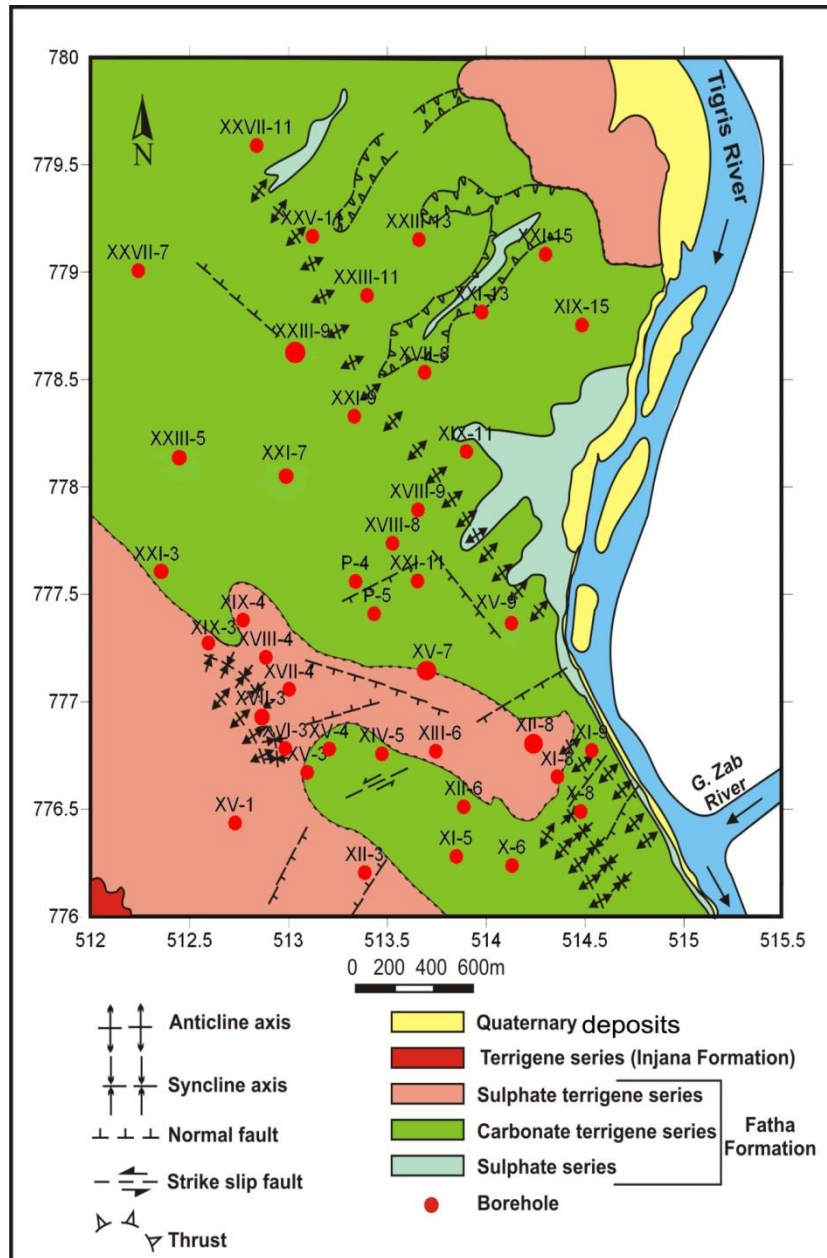 780
779.5
779
778.5
778
777.5
777
776.5
776
512
512.5
513
513.5
514
514.5
515
515.5
N
Tigris River
G. Zab
River
XXVII-11
XXV-11
XXIII-13
XXI-15
XXVII-7
XXIII-11
XXI-13
XIX-15
XXIII-9
XVII-8
XXI-9
XIX-11
XXIII-5
XXI-7
XVIII-9
XVIII-8
XXI-3
P-4
XXI-11
P-5
XV-9
XIX-4
XIX-3
XVIII-4
XV-7
XVII-4
XVII-3
XVI-3
XV-4
XIV-5
XIII-6
XII-8
XI-9
XV-3
XI-8
XII-6
X-8
XV-1
XI-5
X-6
XII-3
0 200 400 600m
Anticline axis
Syncline axis
Normal fault
Strike slip fault
Thrust
Quaternary deposits
Terrigene series (Injana Formation)
Sulphate terrigene series
Carbonate terrigene series
Sulphate series
Fatha
Formation
Borehole